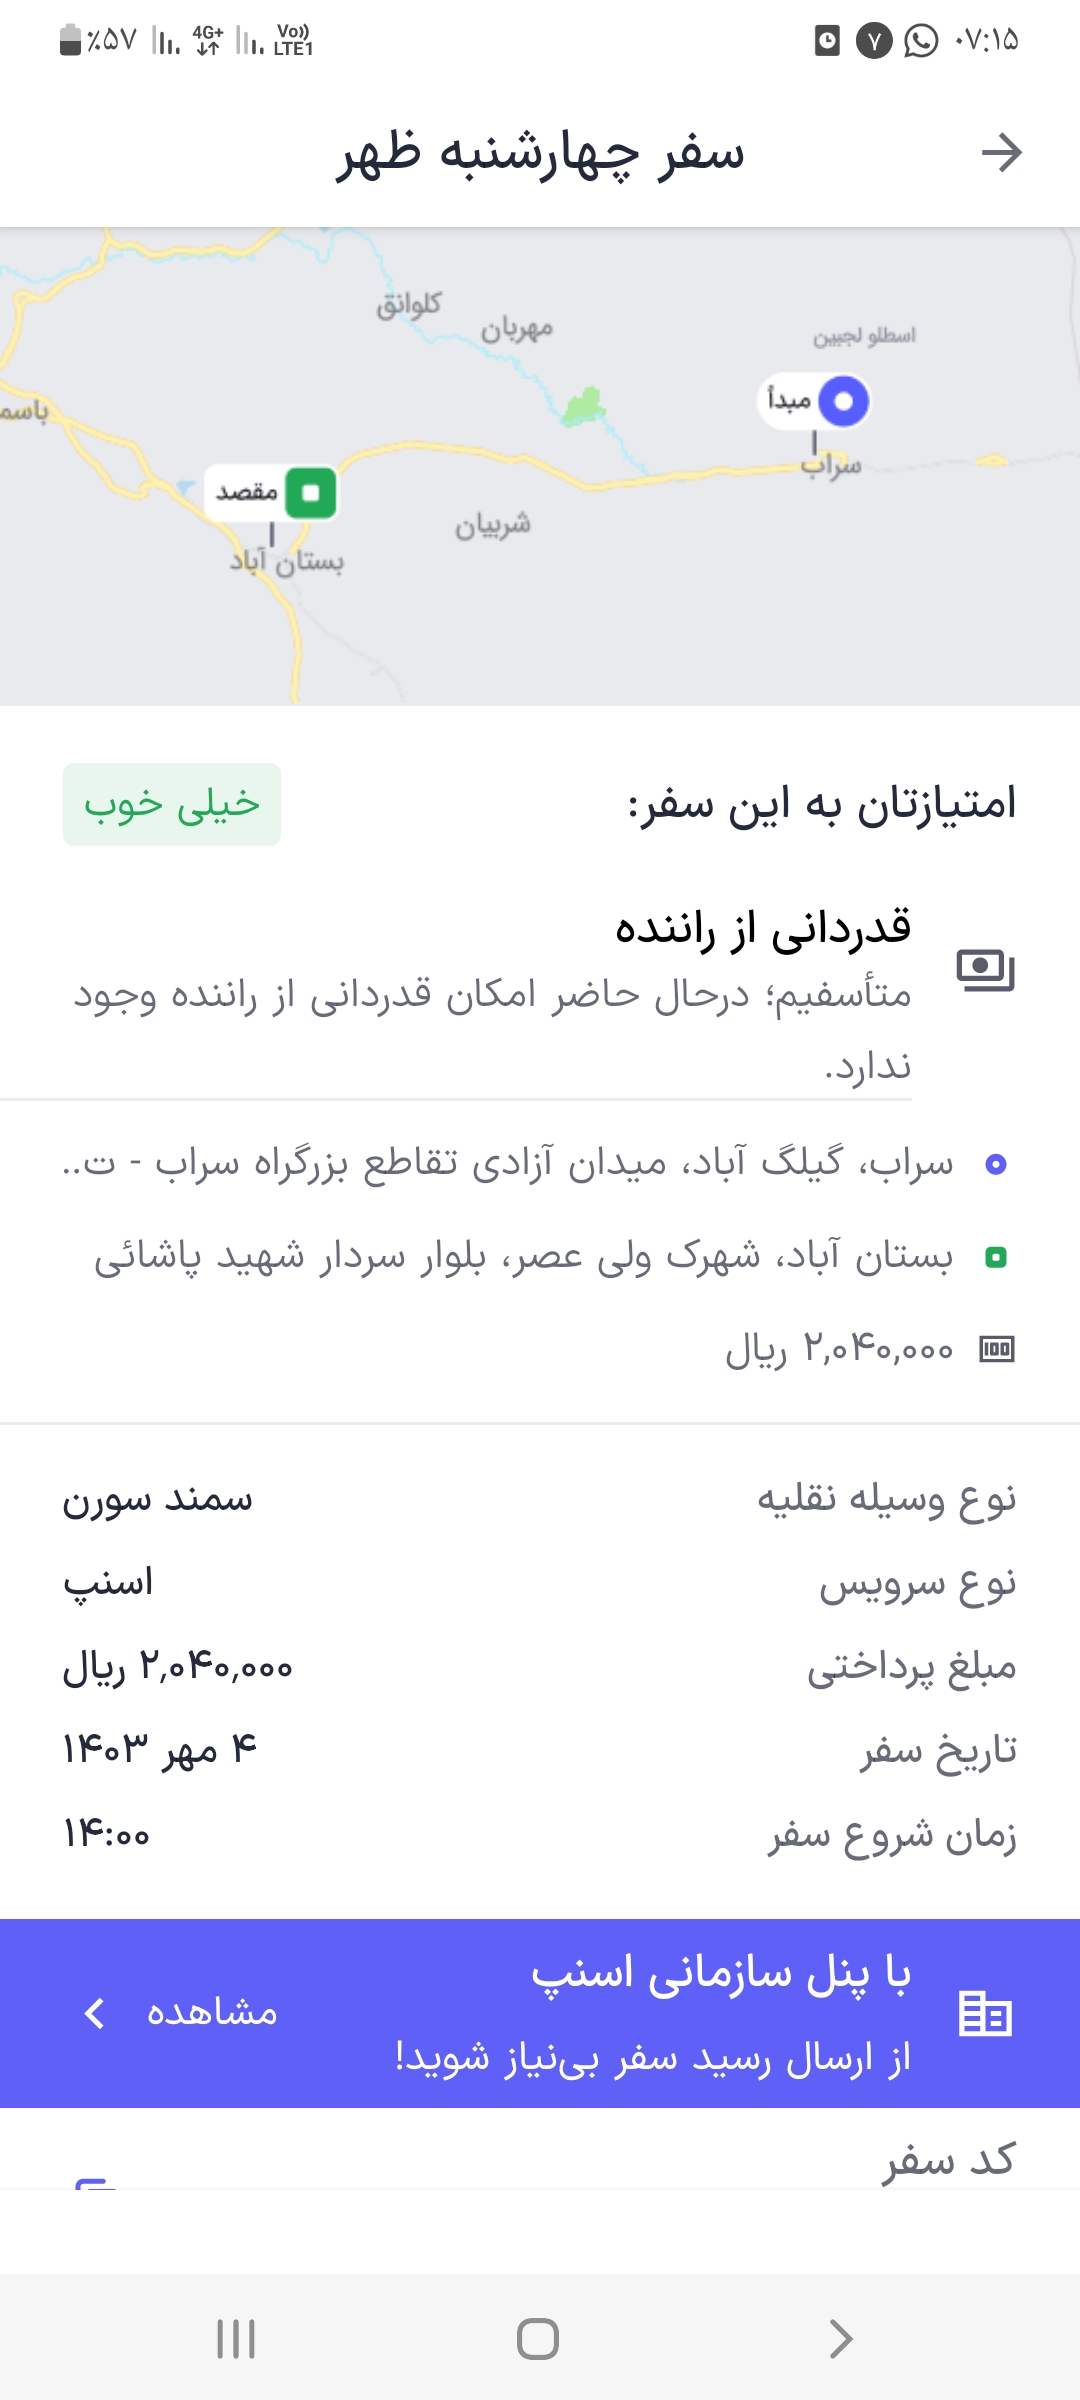 ۰۷:۱۵
۷
Vo))
LTE1
4G+
٪۵۷
سفر چهارشنبه ظهر
کلوانق
مهربان
اسطلو لجبین
مبدأ
سراب
باسم
مقصد
شربیان
بستان آباد
امتیازتان به این سفر:
خیلی خوب
قدردانی از راننده
متأسفیم؛ درحال حاضر امکان قدردانی از راننده وجود
ندارد.
سراب، گیلگ آباد، میدان آزادی تقاطع بزرگراه سراب - ت..
بستان آباد، شهرک ولی عصر، بلوار سردار شهید پاشائی
۲,۰۴۰,۰۰۰ ریال
نوع وسیله نقلیه
سمند سورن
نوع سرویس
اسنپ
مبلغ پرداختی
۲,۰۴۰,۰۰۰ ریال
تاریخ سفر
۴ مهر ۱۴۰۳
زمان شروع سفر
۱۴:۰۰
با پنل سازمانی اسنپ
از ارسال رسید سفر بی‌نیاز شوید!
مشاهده
کد سفر